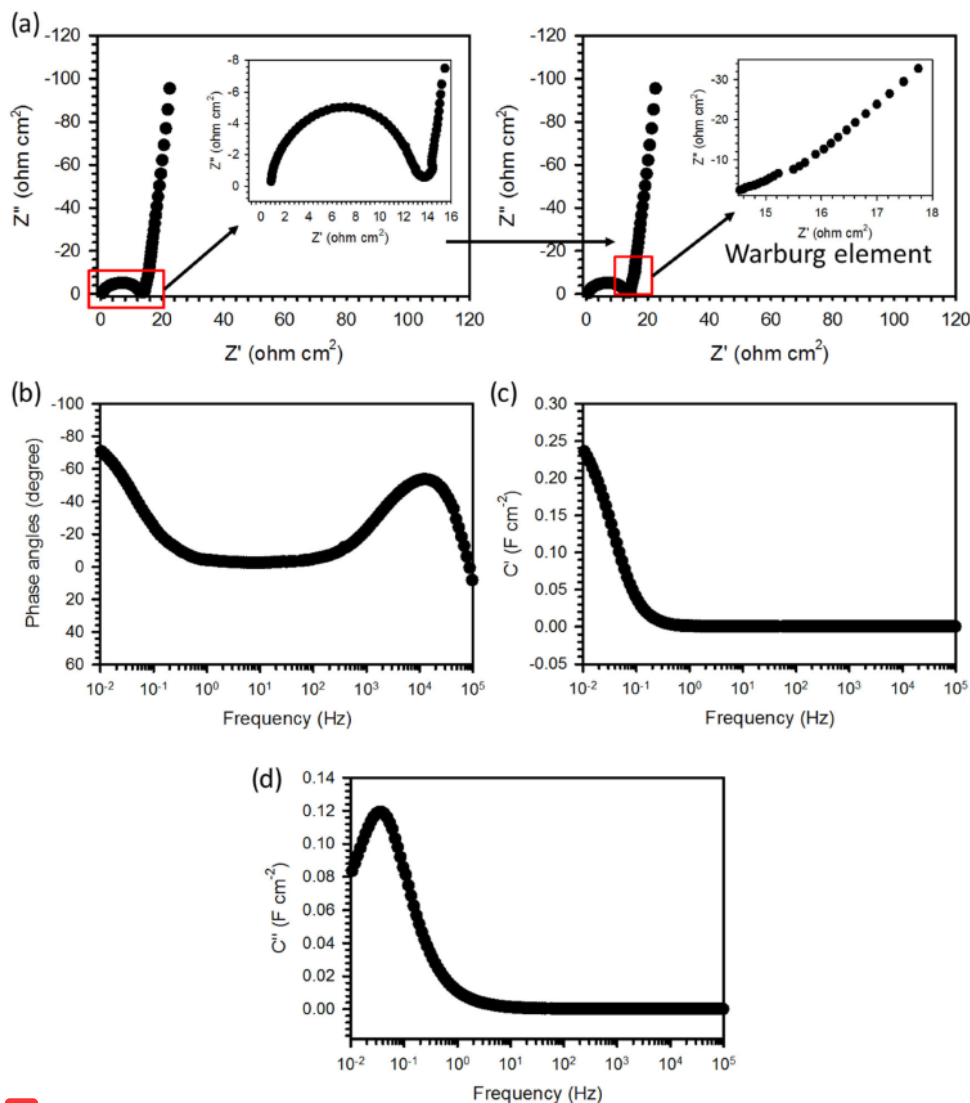 (a)
-120
-100
-80
-60
-40
-20
0
Z'' (ohm cm2)
0 20 40 60 80 100 120
Z' (ohm cm2)
-8
-6
-4
-2
0
Z'' (ohm cm2)
0 2 4 6 8 10 12 14 16
Z' (ohm cm2)
-120
-100
-80
-60
-40
-20
0
Z'' (ohm cm2)
0 20 40 60 80 100 120
Z' (ohm cm2)
-30
-20
-10
Z'' (ohm cm2)
15 16 17 18
Z' (ohm cm2)
Warburg element
(b)
-100
-80
-60
-40
-20
0
20
40
60
Phase angles (degree)
10-2 10-1 100 101 102 103 104 105
Frequency (Hz)
(c)
0.30
0.25
0.20
0.15
0.10
0.05
0.00
-0.05
C' (F cm-2)
10-2 10-1 100 101 102 103 104 105
Frequency (Hz)
(d)
0.14
0.12
0.10
0.08
0.06
0.04
0.02
0.00
C'' (F cm-2)
10-2 10-1 100 101 102 103 104 105
Frequency (Hz)